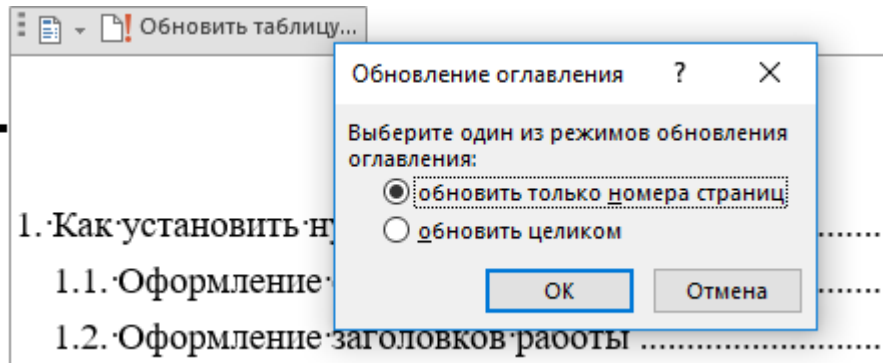 Обновить таблицу...
Обновление оглавления ? ×
Выберите один из режимов обновления
оглавления:
обновить только номера страниц
обновить целиком
ОК Отмена
1. Как установить
1.1. Оформление
1.2. Оформление заголовков работы ......................